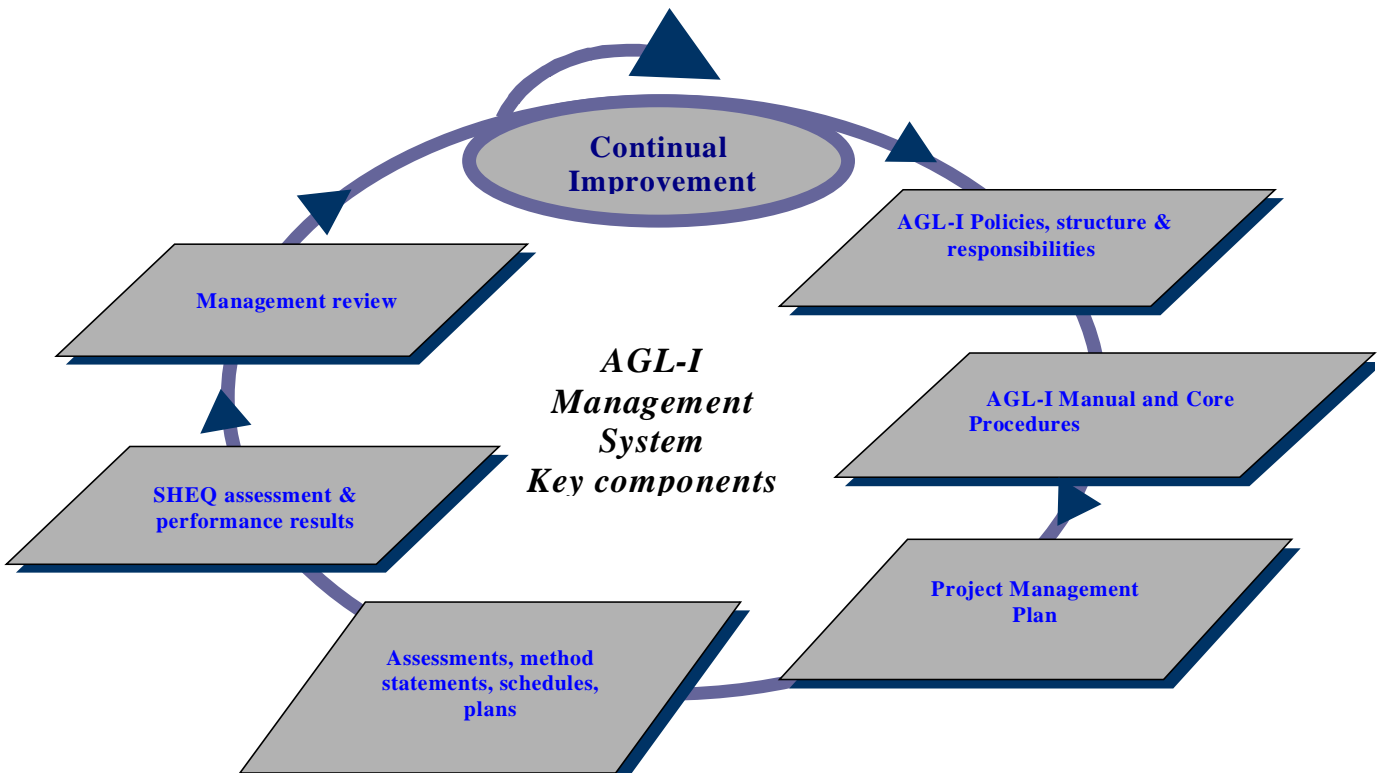 Continual
Improvement
AGL-I Policies, structure &
responsibilities
Management review
AGL-I
Management
System
Key components
AGL-I Manual and Core
Procedures
SHEQ assessment &
performance results
Project Management
Plan
Assessments, method
statements, schedules,
plans